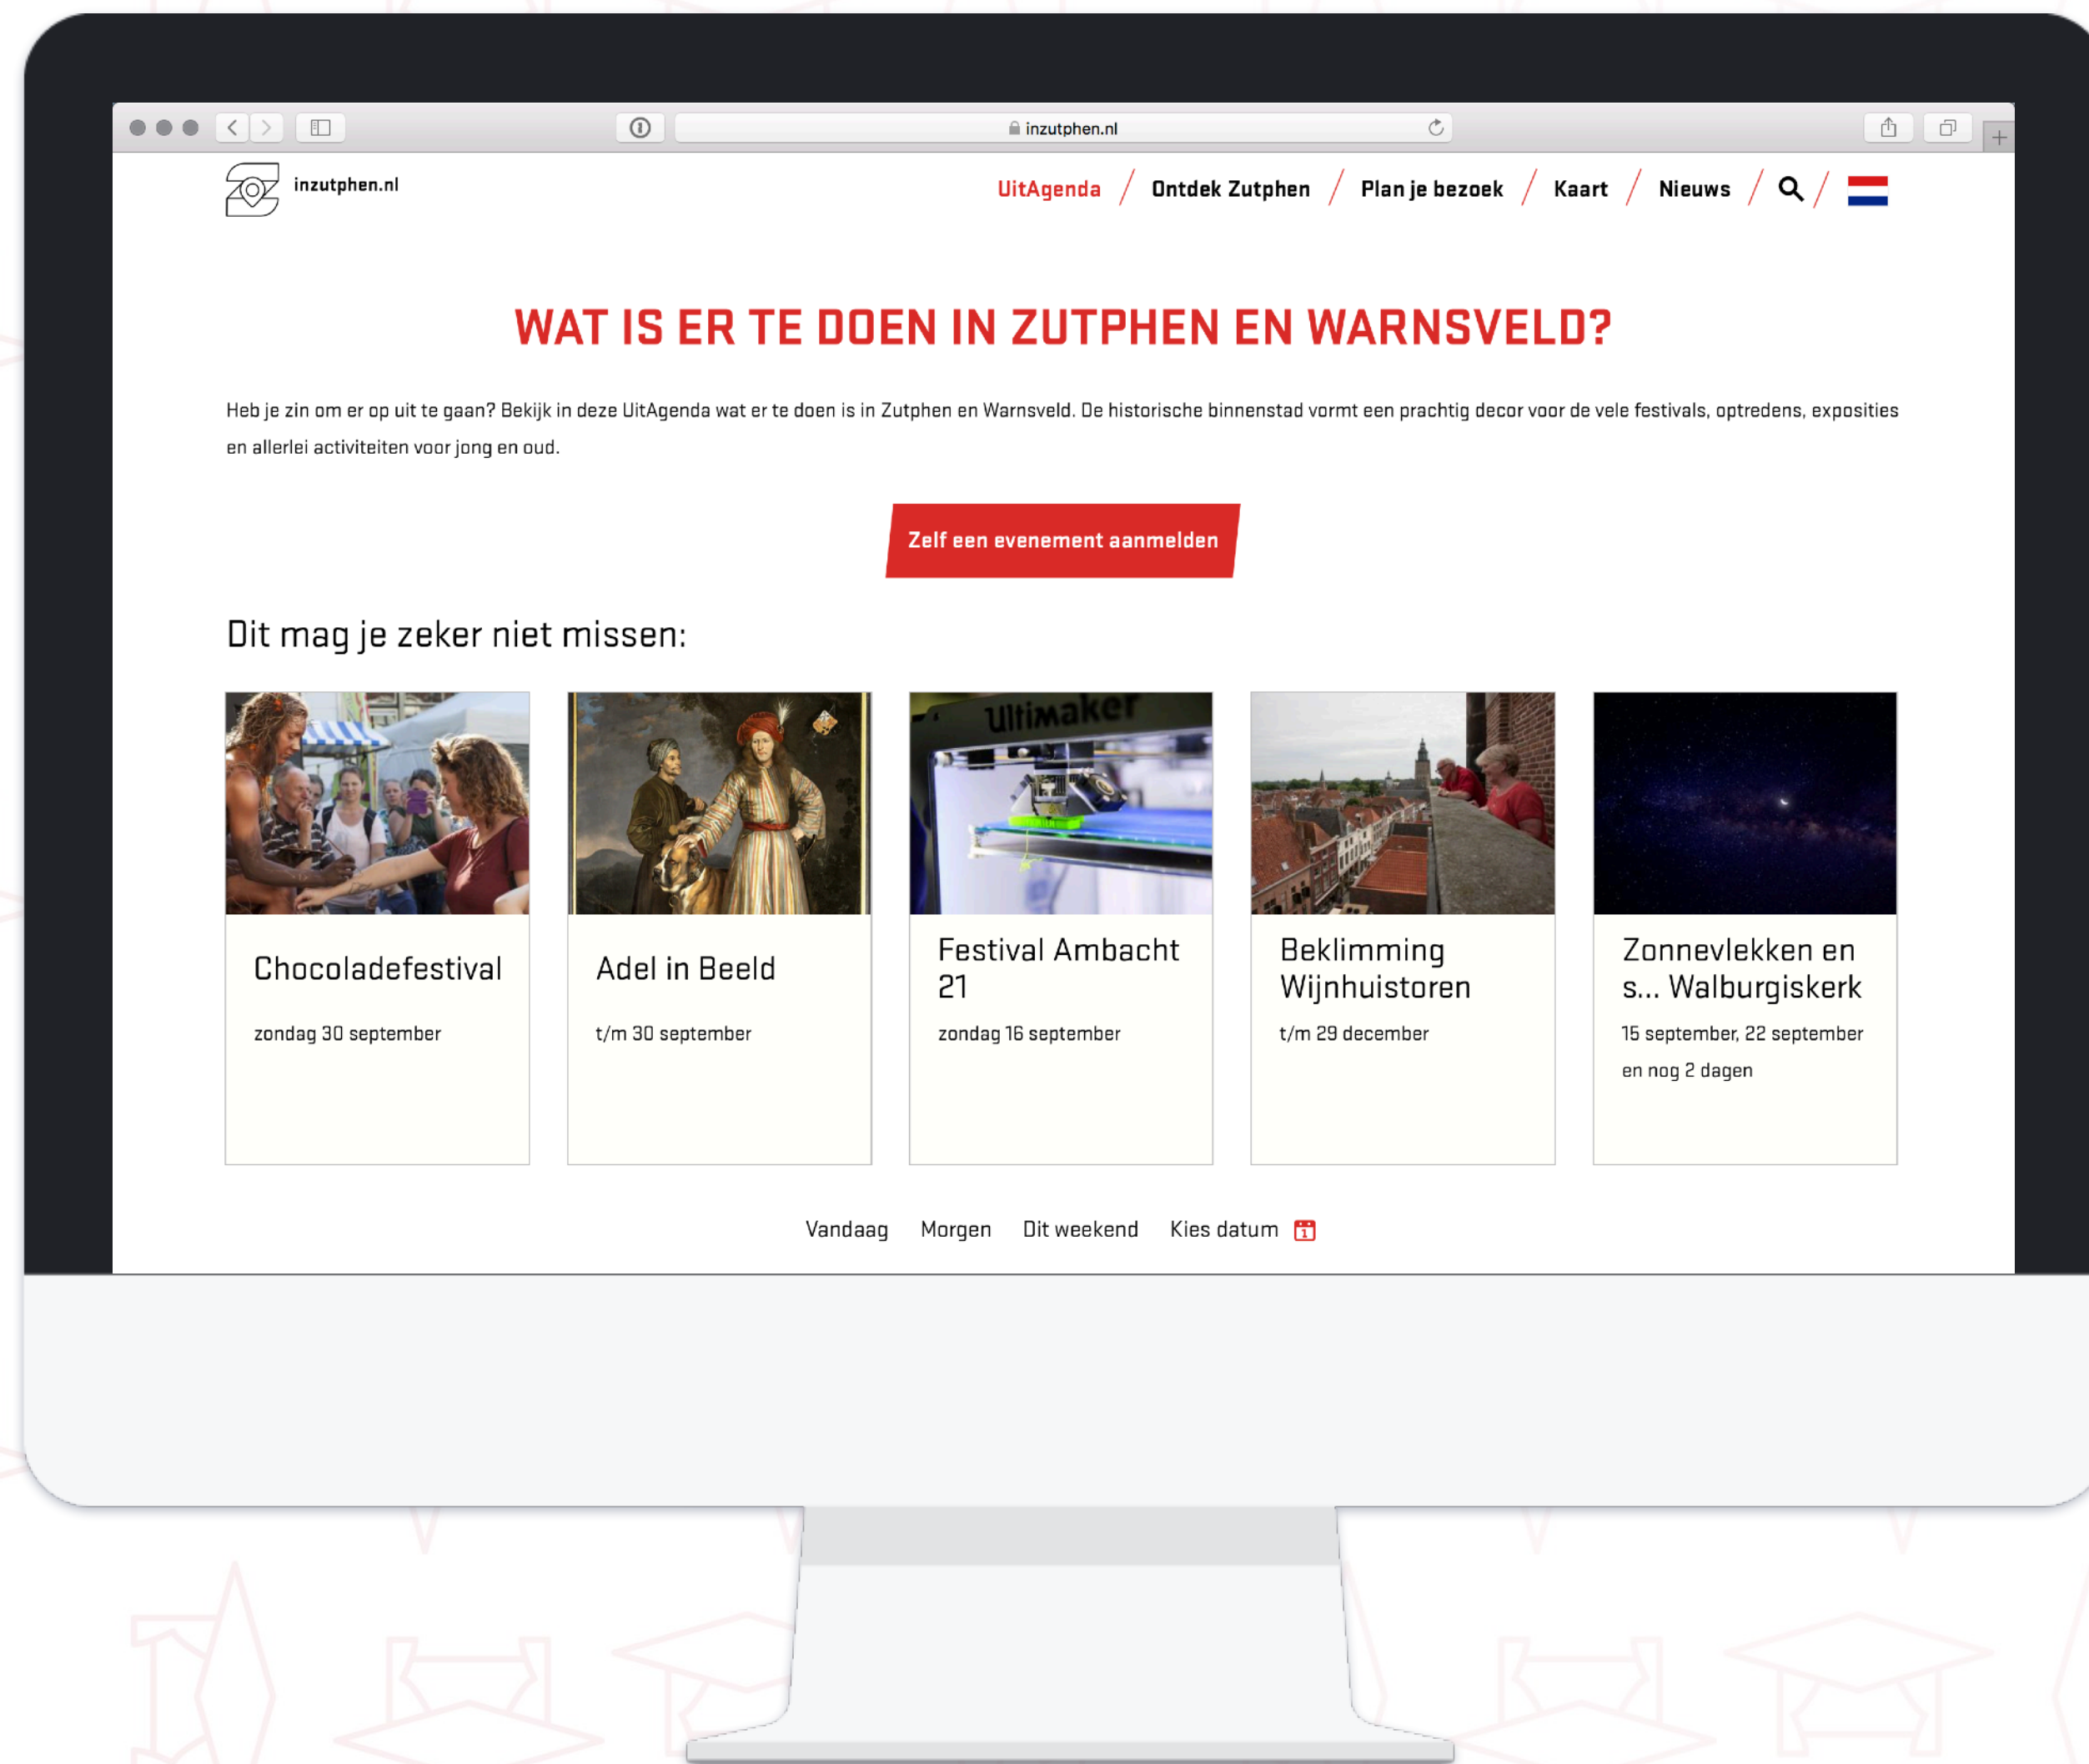 inzutphen.nl
inzutphen.nl
UitAgenda / Ontdek Zutphen / Plan je bezoek / Kaart / Nieuws /
WAT IS ER TE DOEN IN ZUTPHEN EN WARNSVELD?
Heb je zin om er op uit te gaan? Bekijk in deze UitAgenda wat er te doen is in Zutphen en Warnsveld. De historische binnenstad vormt een prachtig decor voor de vele festivals, optredens, exposities
en allerlei activiteiten voor jong en oud.
Zelf een evenement aanmelden
Dit mag je zeker niet missen:
Ultimaker
Chocoladefestival
zondag 30 september
Adel in Beeld
t/m 30 september
Festival Ambacht
21
zondag 16 september
Beklimming
Wijnhuistoren
t/m 29 december
Zonnevlekken en
s... Walburgiskerk
15 september, 22 september
en nog 2 dagen
Vandaag Morgen Dit weekend Kies datum 1